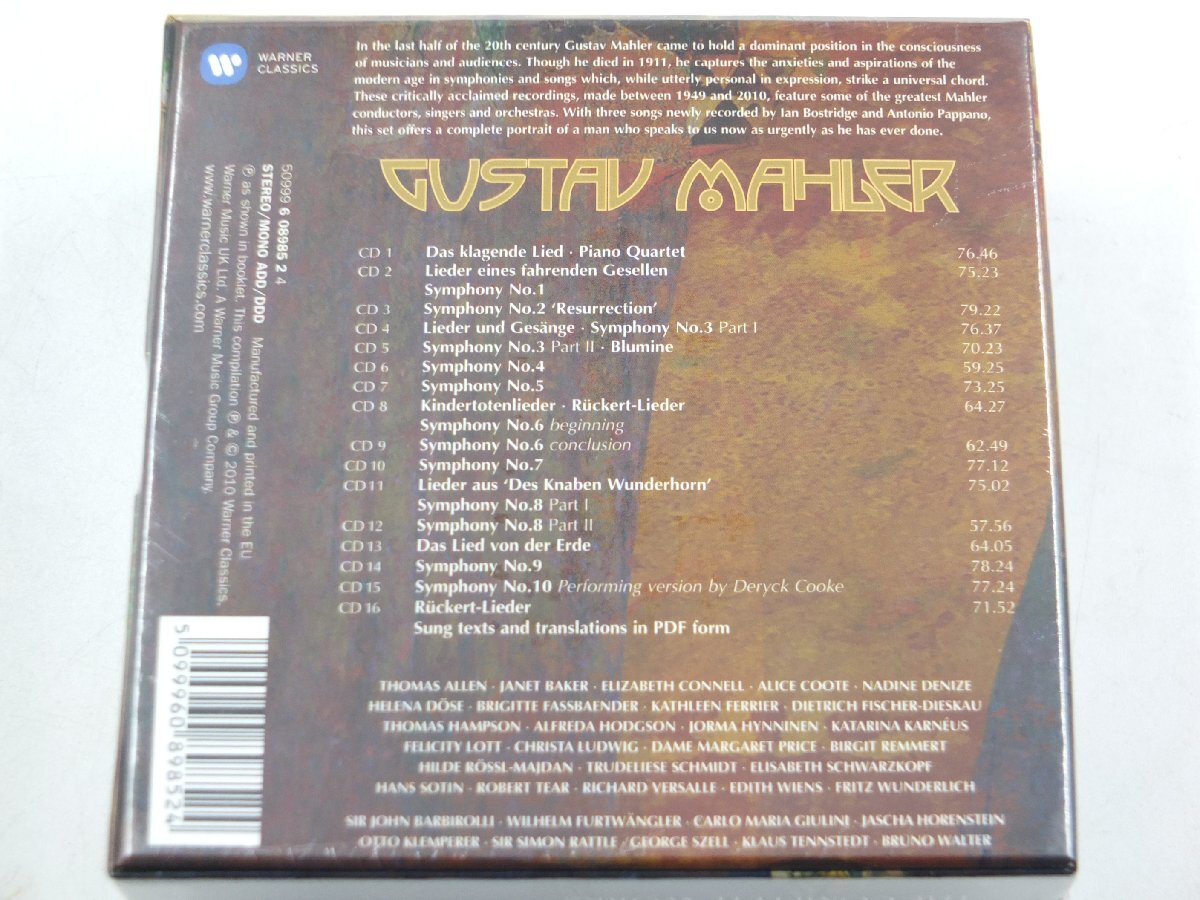 WARNER
CLASSICS
In the last half of the 20th century Gustav Mahler came to hold a dominant position in the consciousness
of musicians and audiences. Though he died in 1911, he captures the anxieties and aspirations of the
modern age in symphonies and songs which, while utterly personal in expression, strike a universal chord.
These critically acclaimed recordings, made between 1949 and 2010, feature some of the greatest Mahler
conductors, singers and orchestras. With three songs newly recorded by Ian Bostridge and Antonio Pappano,
this set offers a complete portrait of a man who speaks to us now as urgently as he has ever done.
GUSTAV MAHLER
CD 1 Das klagende Lied · Piano Quartet 76.46
CD 2 Lieder eines fahrenden Gesellen 75.23
Symphony No.1
CD 3 Symphony No.2 ‘Resurrection’ 79.22
CD 4 Lieder und Gesänge · Symphony No.3 Part I 76.37
CD 5 Symphony No.3 Part II · Blumine 70.23
CD 6 Symphony No.4 59.25
CD 7 Symphony No.5 73.25
CD 8 Kindertotenlieder · Rückert-Lieder 64.27
Symphony No.6 beginning
CD 9 Symphony No.6 conclusion 62.49
CD 10 Symphony No.7 77.12
CD 11 Lieder aus ‘Des Knaben Wunderhorn’ 75.02
Symphony No.8 Part I
CD 12 Symphony No.8 Part II 57.56
CD 13 Das Lied von der Erde 64.05
CD 14 Symphony No.9 78.24
CD 15 Symphony No.10 Performing version by Deryck Cooke 77.24
CD 16 Rückert-Lieder 71.52
Sung texts and translations in PDF form
THOMAS ALLEN · JANET BAKER · ELIZABETH CONNELL · ALICE COOTE · NADINE DENIZE
HELENA DÖSE · BRIGITTE FASSBAENDER · KATHLEEN FERRIER · DIETRICH FISCHER-DIESKAU
THOMAS HAMPSON · ALFREDA HODGSON · JORMA HYNNINEN · KATARINA KARNÉUS
FELICITY LOTT · CHRISTA LUDWIG · DAME MARGARET PRICE · BIRGIT REMMERT
HILDE RÖSSL-MAJDAN · TRUDELIESE SCHMIDT · ELISABETH SCHWARZKOPF
HANS SOTIN · ROBERT TEAR · RICHARD VERSALLE · EDITH WIENS · FRITZ WUNDERLICH
SIR JOHN BARBIROLLI · WILHELM FURTWÄNGLER · CARLO MARIA GIULINI · JASCHA HORENSTEIN
OTTO KLEMPERER · SIR SIMON RATTLE · GEORGE SZELL · KLAUS TENNSTEDT · BRUNO WALTER
50999 6 08985 2 4
STEREO/MONO ADD/DDD Manufactured and printed in the EU
℗ as shown in booklet. This compilation ℗ & © 2010 Warner Classics,
Warner Music UK Ltd. A Warner Music Group Company.
www.warnerclassics.com
5 099960 898524